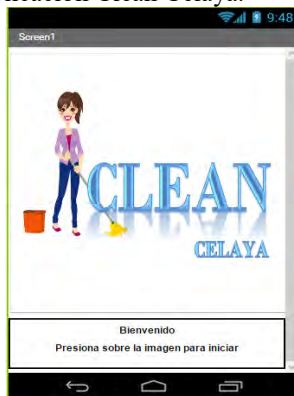 9:48
Screen1
CLEAN
CELAYA
Bienvenido
Presiona sobre la imagen para iniciar